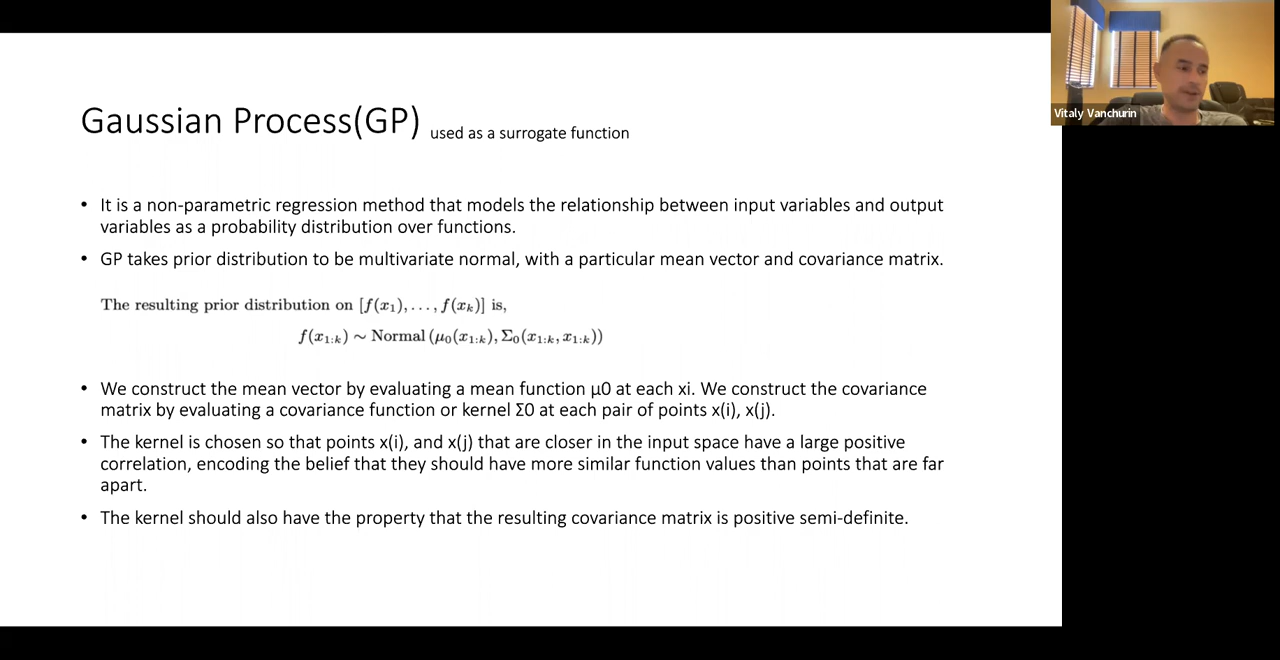 Gaussian Process(GP) used as a surrogate function
Vitaly Vanchurin
• It is a non-parametric regression method that models the relationship between input variables and output
variables as a probability distribution over functions.
• GP takes prior distribution to be multivariate normal, with a particular mean vector and covariance matrix.
The resulting prior distribution on [f(x₁), . . . , f(xₖ)] is,
f(x₁:ₖ) ∼ Normal (μ₀(x₁:ₖ), Σ₀(x₁:ₖ, x₁:ₖ))
• We construct the mean vector by evaluating a mean function μ0 at each xi. We construct the covariance
matrix by evaluating a covariance function or kernel Σ0 at each pair of points x(i), x(j).
• The kernel is chosen so that points x(i), and x(j) that are closer in the input space have a large positive
correlation, encoding the belief that they should have more similar function values than points that are far
apart.
• The kernel should also have the property that the resulting covariance matrix is positive semi-definite.